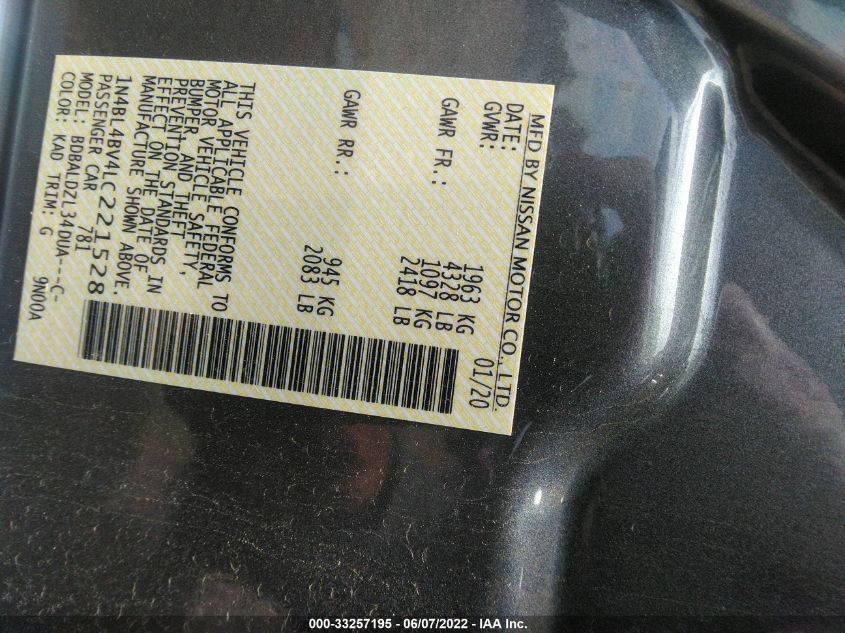 MFD BY NISSAN MOTOR CO., LTD.
DATE: 01/20
GVWR: 1963 KG
4328 LB
GAWR FR.: 1097 KG
2418 LB
GAWR RR.: 945 KG
2083 LB
THIS VEHICLE CONFORMS TO
ALL APPLICABLE FEDERAL
MOTOR VEHICLE SAFETY,
BUMPER, AND THEFT
PREVENTION STANDARDS IN
EFFECT ON THE DATE OF
MANUFACTURE SHOWN ABOVE.
1N4BL4BV4LC221528
PASSENGER CAR 781
MODEL: BDBALDZL34DUA---C-
COLOR: KAD TRIM: G 9N00A
000-33257195 - 06/07/2022 - IAA Inc.